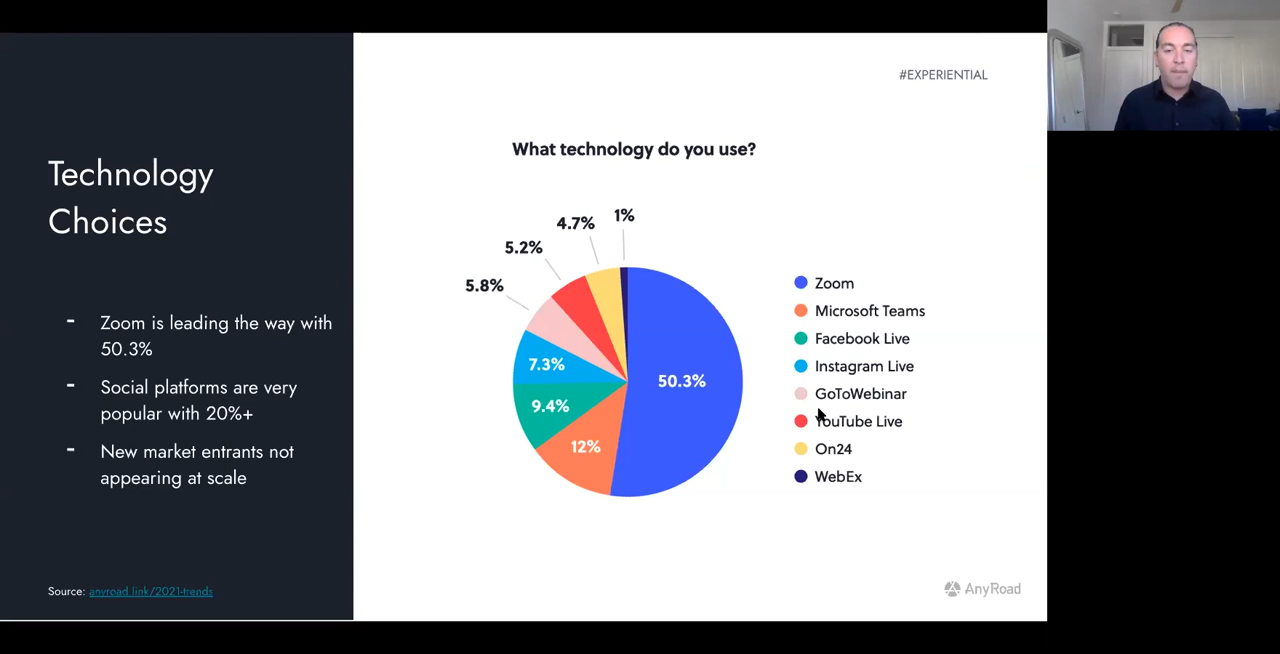 #EXPERIENTIAL
Technology
Choices
- Zoom is leading the way with
50.3%
- Social platforms are very
popular with 20%+
- New market entrants not
appearing at scale
Source: anyroad.link/2021-trends
What technology do you use?
1%
4.7%
5.2%
5.8%
7.3%
9.4%
12%
50.3%
Zoom
Microsoft Teams
Facebook Live
Instagram Live
GoToWebinar
YouTube Live
On24
WebEx
AnyRoad